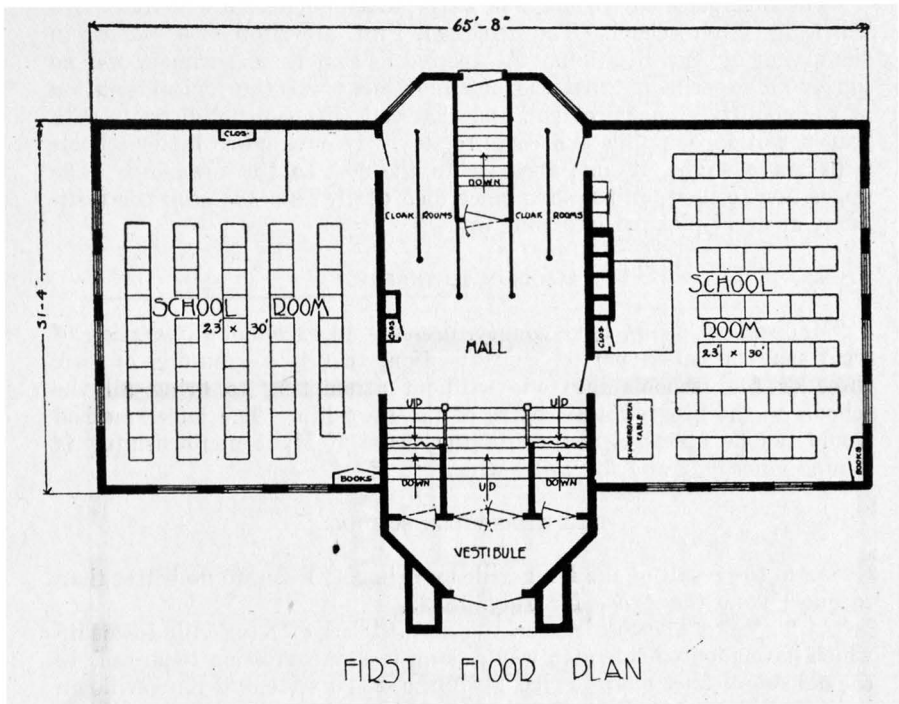 65'-8"
CLOS.
DOWN
CLOAK ROOMS
CLOAK ROOMS
31'-4"
SCHOOL ROOM
23' x 30'
SCHOOL
ROOM
23' x 30'
CLOS.
HALL
CLOS.
UP
UP
KINDERGARTEN
TABLE
BOOKS
DOWN
UP
DOWN
BOOKS
VESTIBULE
FIRST FLOOR PLAN